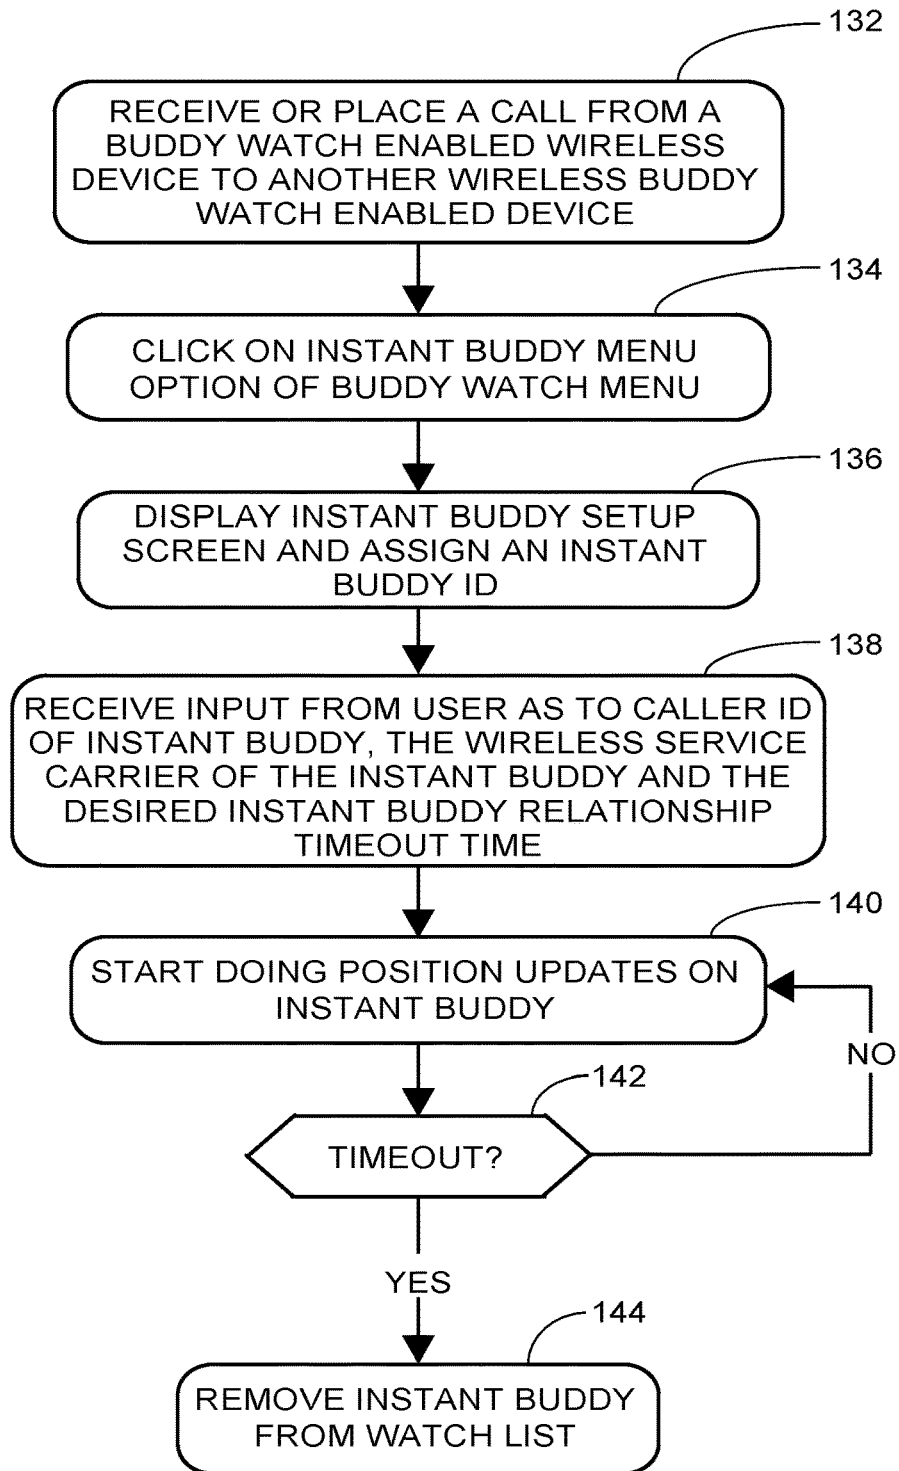 132
RECEIVE OR PLACE A CALL FROM A
BUDDY WATCH ENABLED WIRELESS
DEVICE TO ANOTHER WIRELESS BUDDY
WATCH ENABLED DEVICE
134
CLICK ON INSTANT BUDDY MENU
OPTION OF BUDDY WATCH MENU
136
DISPLAY INSTANT BUDDY SETUP
SCREEN AND ASSIGN AN INSTANT
BUDDY ID
138
RECEIVE INPUT FROM USER AS TO CALLER ID
OF INSTANT BUDDY, THE WIRELESS SERVICE
CARRIER OF THE INSTANT BUDDY AND THE
DESIRED INSTANT BUDDY RELATIONSHIP
TIMEOUT TIME
140
START DOING POSITION UPDATES ON
INSTANT BUDDY
NO
142
TIMEOUT?
YES
144
REMOVE INSTANT BUDDY
FROM WATCH LIST